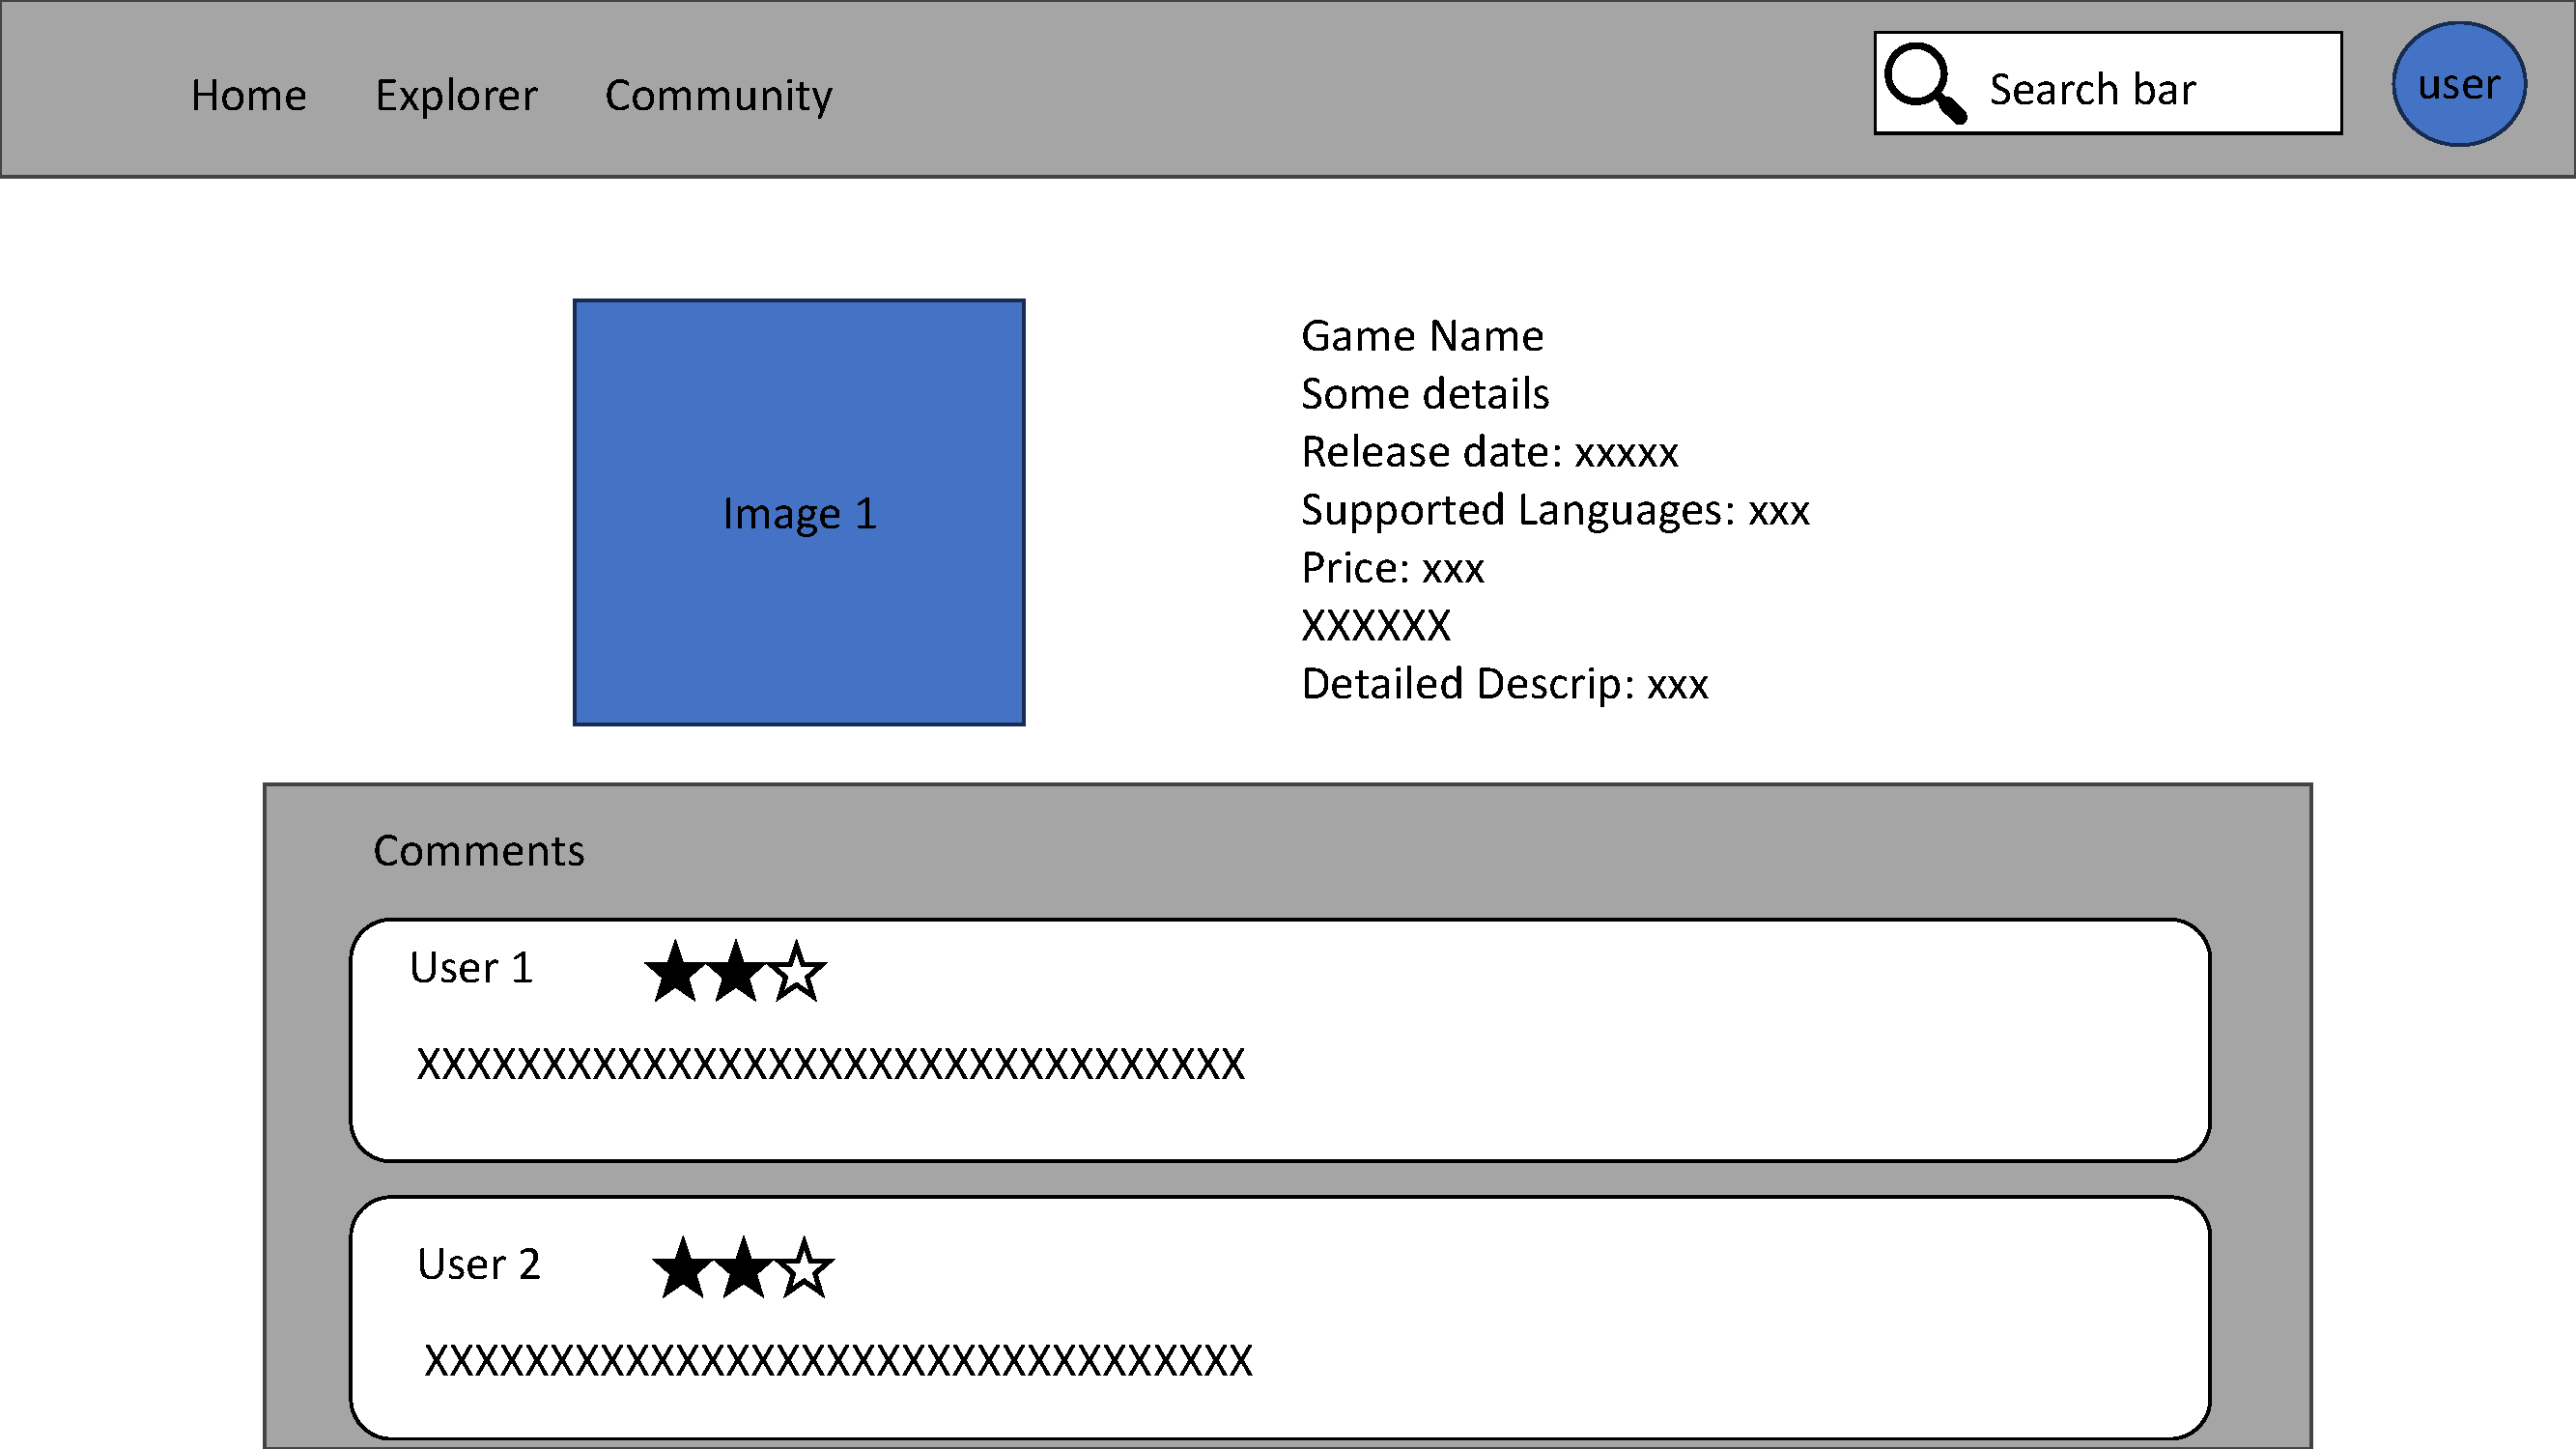 Home Explorer Community Search bar user
Image 1
Game Name
Some details
Release date: xxxxx
Supported Languages: xxx
Price: xxx
XXXXXX
Detailed Descrip: xxx
Comments
User 1
XXXXXXXXXXXXXXXXXXXXXXXXXXXXXXXXX
User 2
XXXXXXXXXXXXXXXXXXXXXXXXXXXXXXXXX